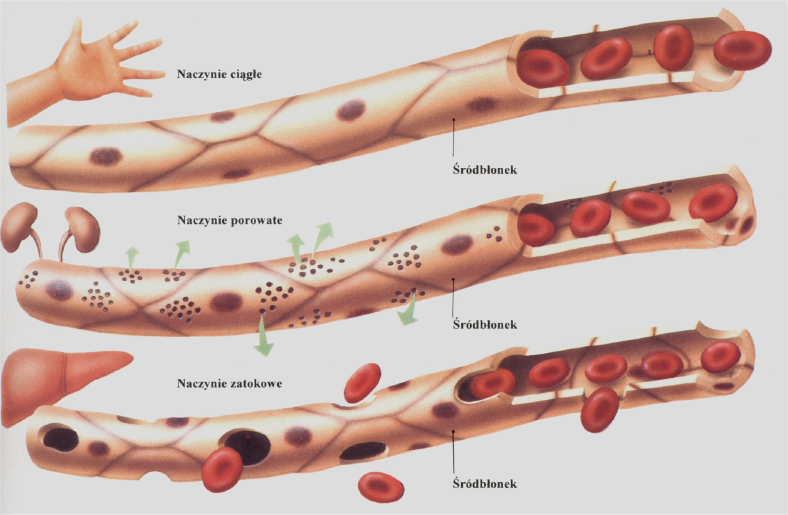 Naczynie ciągłe
Śródbłonek
Naczynie porowate
Śródbłonek
Naczynie zatokowe
Śródbłonek